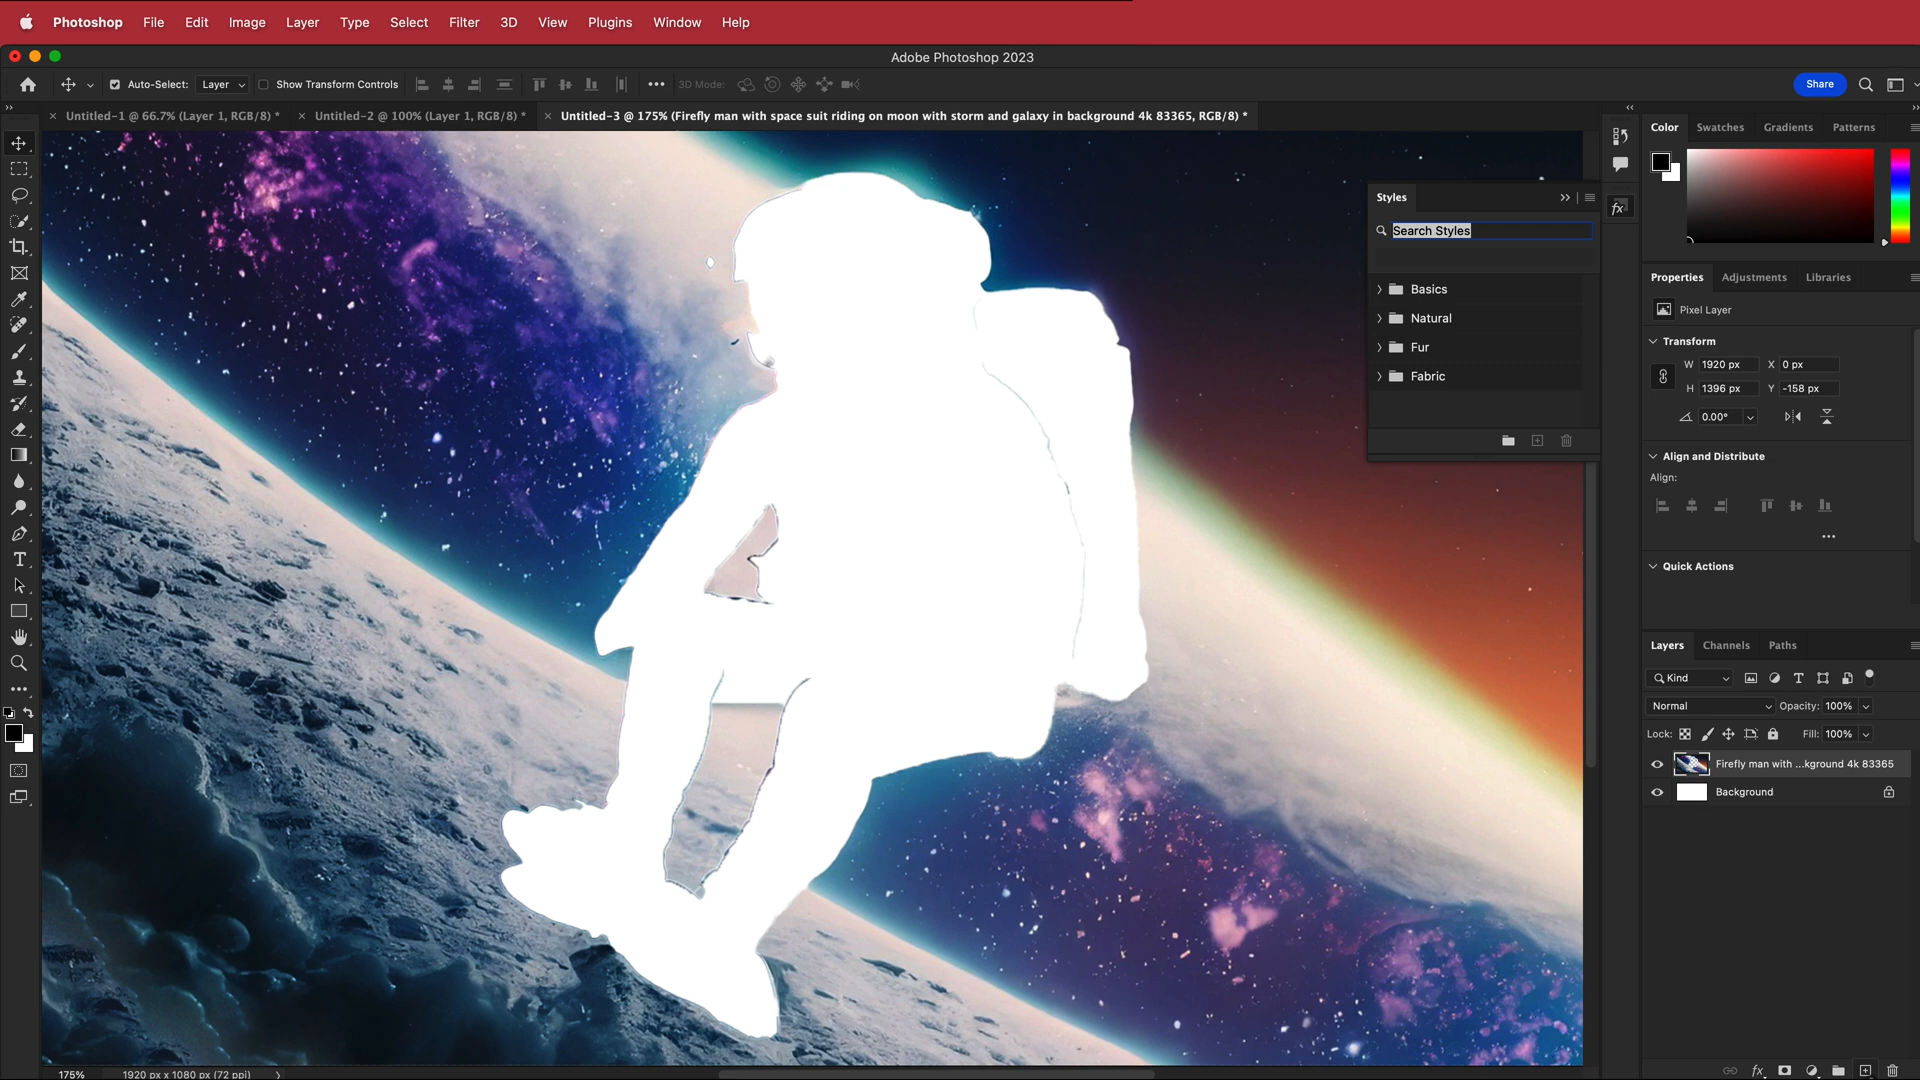 Photoshop File Edit Image Layer Type Select Filter 3D View Plugins Window Help
Adobe Photoshop 2023
Auto-Select: Layer Show Transform Controls 3D Mode: Share
Untitled-1 @ 66.7% (Layer 1, RGB/8) * Untitled-2 @ 100% (Layer 1, RGB/8) * Untitled-3 @ 175% (Firefly man with space suit riding on moon with storm and galaxy in background 4k 83365, RGB/8) *
Styles
Search Styles
Basics
Natural
Fur
Fabric
Color Swatches Gradients Patterns
Properties Adjustments Libraries
Pixel Layer
Transform
W 1920 px X 0 px
H 1396 px Y -158 px
0.00°
Align and Distribute
Align:
Quick Actions
Layers Channels Paths
Kind
Normal Opacity: 100%
Lock: Fill: 100%
Firefly man with ...kground 4k 83365
Background
175% 1920 px x 1080 px (72 ppi)